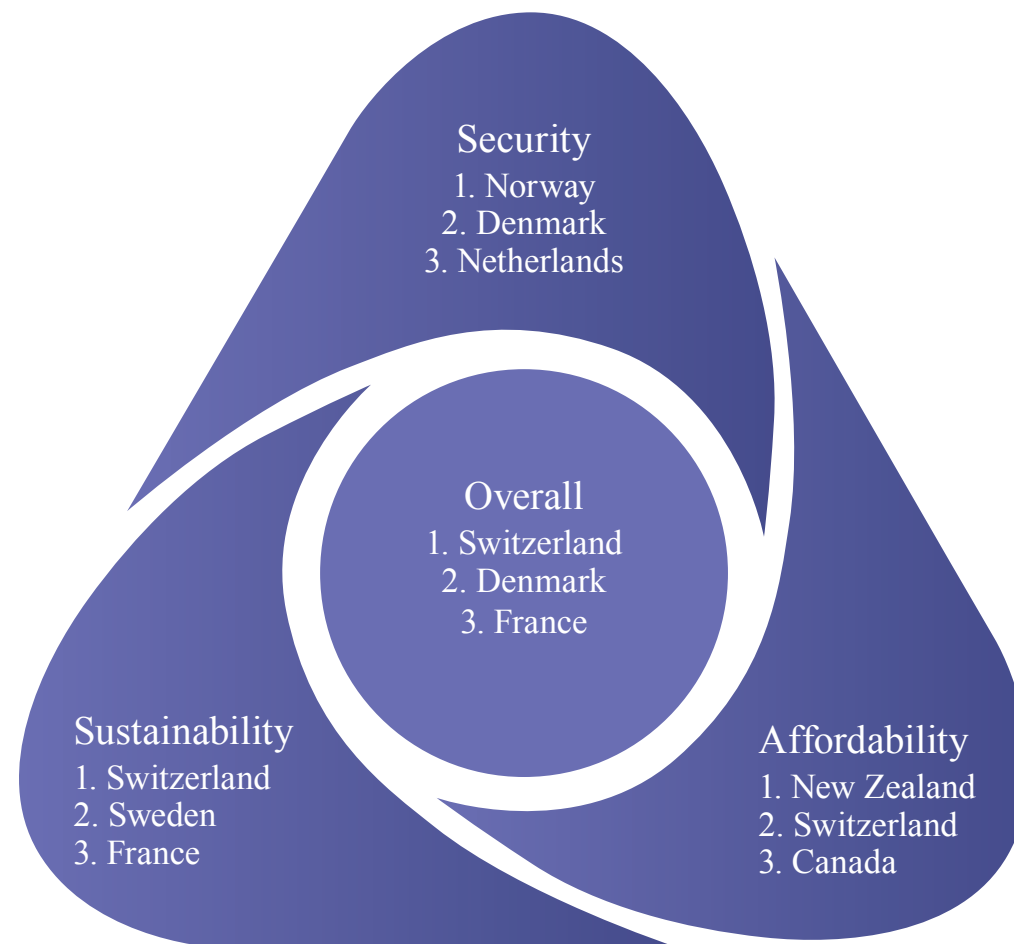 Security
1. Norway
2. Denmark
3. Netherlands
Overall
1. Switzerland
2. Denmark
3. France
Sustainability
1. Switzerland
2. Sweden
3. France
Affordability
1. New Zealand
2. Switzerland
3. Canada